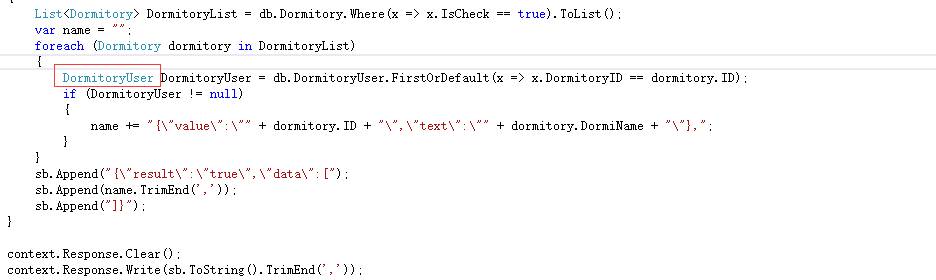 {
List<Dormitory> DormitoryList = db.Dormitory.Where(x => x.IsCheck == true).ToList();
var name = "";
foreach (Dormitory dormitory in DormitoryList)
{
DormitoryUser DormitoryUser = db.DormitoryUser.FirstOrDefault(x => x.DormitoryID == dormitory.ID);
if (DormitoryUser != null)
{
name += "{\"value\":\"" + dormitory.ID + "\",\"text\":\"" + dormitory.DormiName + "\"},";
}
}
sb.Append("{\"result\":\"true\",\"data\":[");
sb.Append(name.TrimEnd(','));
sb.Append("]}");
}
context.Response.Clear();
context.Response.Write(sb.ToString().TrimEnd(','));